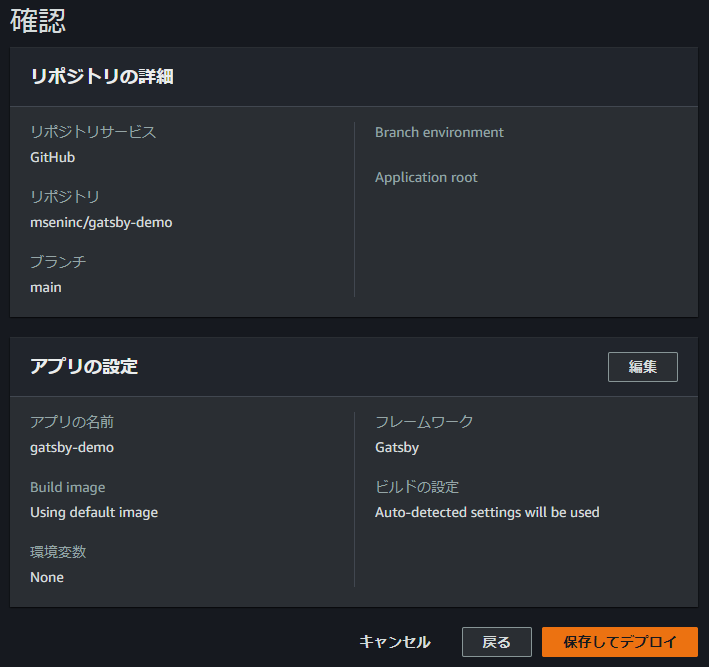 確認
リポジトリの詳細
リポジトリサービス
GitHub
リポジトリ
mseninc/gatsby-demo
ブランチ
main
Branch environment
Application root
アプリの設定
編集
アプリの名前
gatsby-demo
Build image
Using default image
環境変数
None
フレームワーク
Gatsby
ビルドの設定
Auto-detected settings will be used
キャンセル
戻る
保存してデプロイ